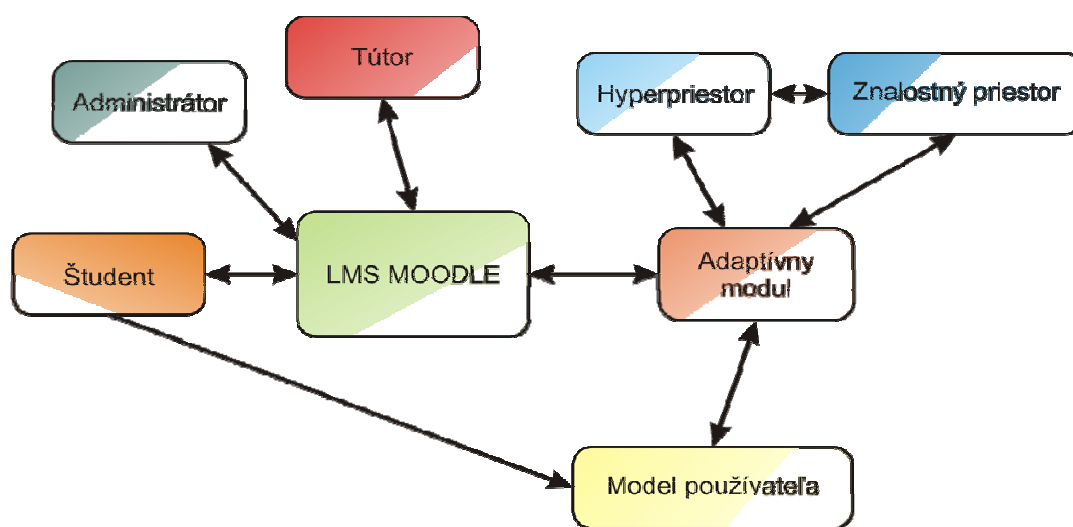 Tútor
Administrátor
Hyperpriestor
Znalostný priestor
Študent
LMS MOODLE
Adaptívny
modul
Model používateľa